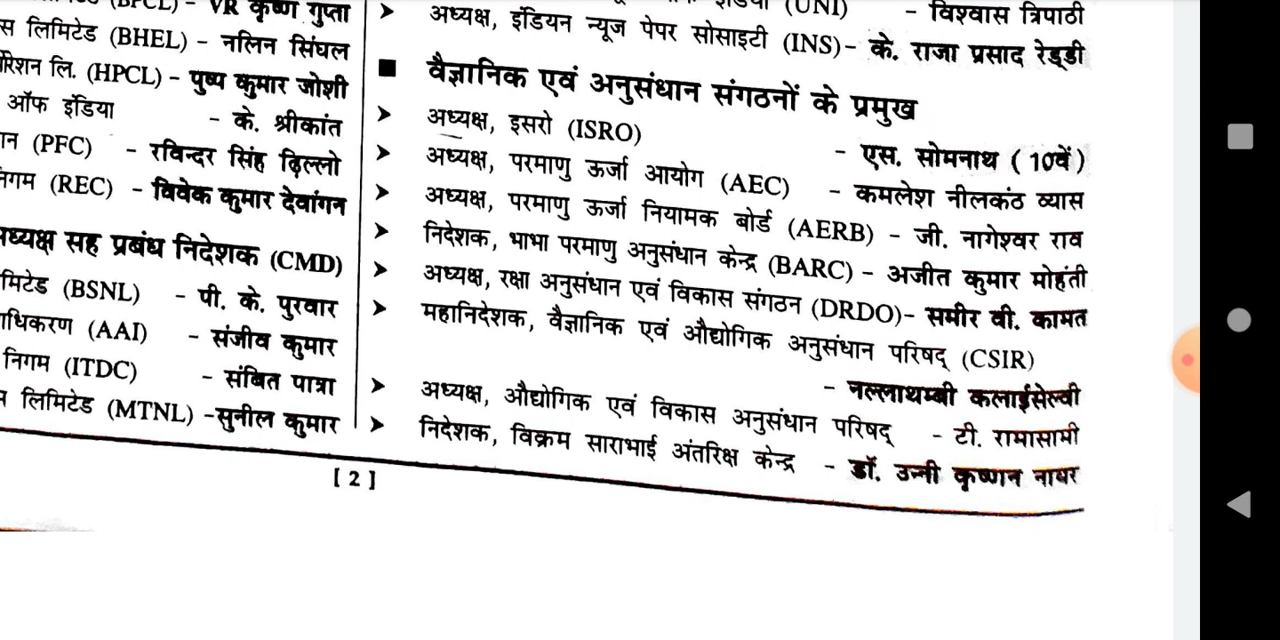 (BPCL) - VR कृष्ण गुप्ता
स लिमिटेड (BHEL) - नलिन सिंघल
रेशन लि. (HPCL) - पुष्प कुमार जोशी
ऑफ इंडिया
- के. श्रीकांत
ान (PFC) - रविन्दर सिंह ढ़िल्लो
निगम (REC) - विवेक कुमार देवांगन
मध्यक्ष सह प्रबंध निदेशक (CMD)
मिटेड (BSNL) - पी. के. पुरवार
ाधिकरण (AAI) - संजीव कुमार
निगम (ITDC) - संबित पात्रा
लिमिटेड (MTNL) -सुनील कुमार
(UNI) - विश्वास त्रिपाठी
➤ अध्यक्ष, इंडियन न्यूज पेपर सोसाइटी (INS)- के. राजा प्रसाद रेड्डी
■ वैज्ञानिक एवं अनुसंधान संगठनों के प्रमुख
➤ अध्यक्ष, इसरो (ISRO) - एस. सोमनाथ (10वें)
➤ अध्यक्ष, परमाणु ऊर्जा आयोग (AEC) - कमलेश नीलकंठ व्यास
➤ अध्यक्ष, परमाणु ऊर्जा नियामक बोर्ड (AERB) - जी. नागेश्वर राव
➤ निदेशक, भाभा परमाणु अनुसंधान केन्द्र (BARC) - अजीत कुमार मोहंती
➤ अध्यक्ष, रक्षा अनुसंधान एवं विकास संगठन (DRDO)- समीर वी. कामत
➤ महानिदेशक, वैज्ञानिक एवं औद्योगिक अनुसंधान परिषद् (CSIR)
- नल्लाथम्बी कलाईसेल्वी
➤ अध्यक्ष, औद्योगिक एवं विकास अनुसंधान परिषद् - टी. रामासामी
➤ निदेशक, विक्रम साराभाई अंतरिक्ष केन्द्र - डॉ. उन्नी कृष्णन नायर
[ 2 ]